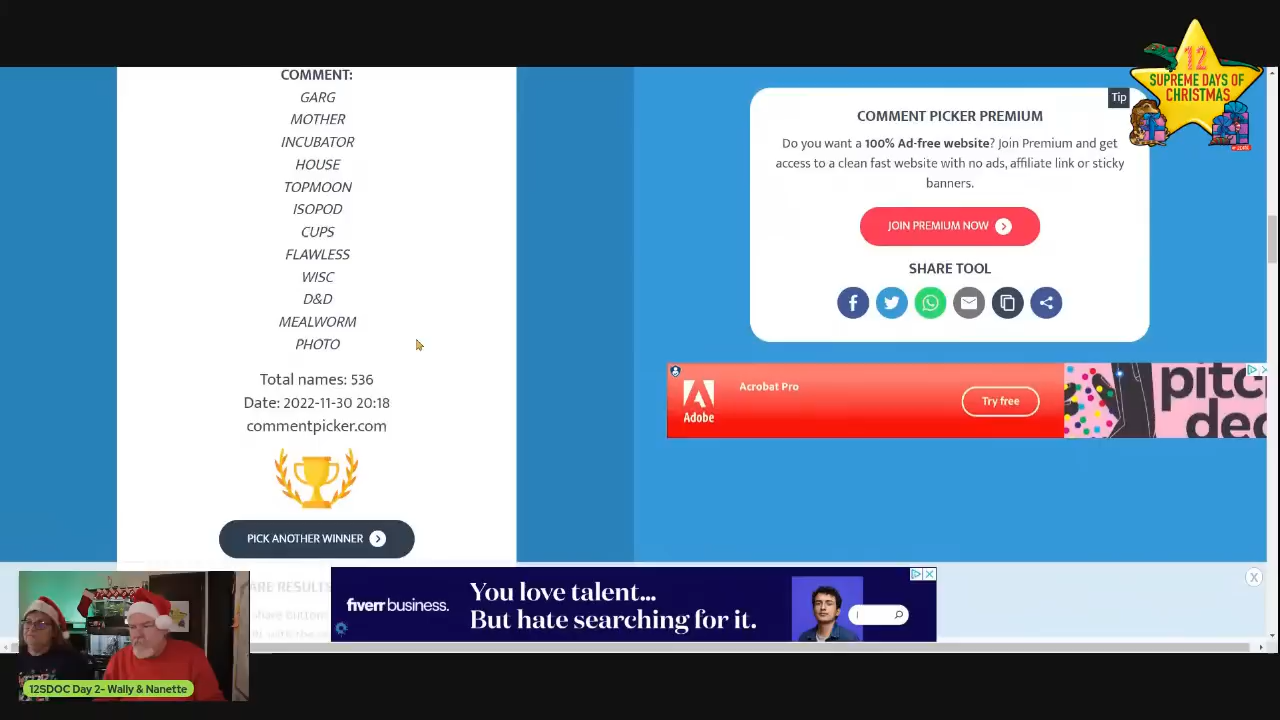 COMMENT:
GARG
MOTHER
INCUBATOR
HOUSE
TOPMOON
ISOPOD
CUPS
FLAWLESS
WISC
D&D
MEALWORM
PHOTO
Total names: 536
Date: 2022-11-30 20:18
commentpicker.com
PICK ANOTHER WINNER
ARE RESULTS
12
SUPREME DAYS OF
CHRISTMAS
Tip
COMMENT PICKER PREMIUM
Do you want a 100% Ad-free website? Join Premium and get
access to a clean fast website with no ads, affiliate link or sticky
banners.
JOIN PREMIUM NOW
SHARE TOOL
Adobe
Acrobat Pro
Try free
pitc
dec
fiverr business.
You love talent...
But hate searching for it.
12SDOC Day 2- Wally & Nanette